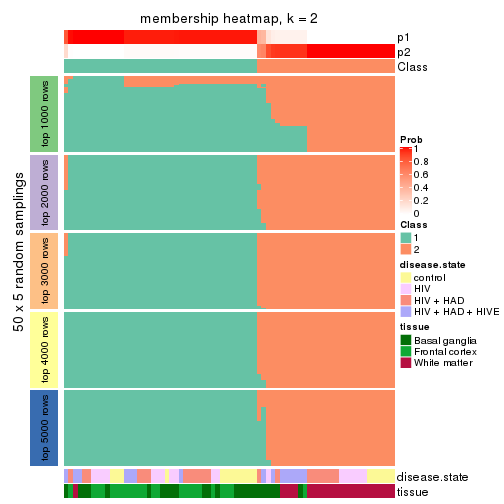 membership heatmap, k = 2
p1
p2
Class
50 x 5 random samplings
top 1000 rows
top 2000 rows
top 3000 rows
top 4000 rows
top 5000 rows
Prob
1
0.8
0.6
0.4
0.2
0
Class
1
2
disease.state
control
HIV
HIV + HAD
HIV + HAD + HIVE
tissue
Basal ganglia
Frontal cortex
White matter
disease.state
tissue